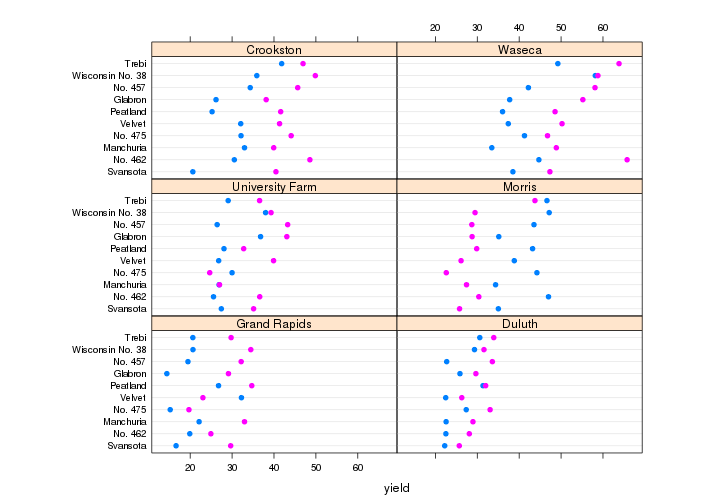 20 30 40 50 60
Crookston Waseca
Trebi
Wisconsin No. 38
No. 457
Glabron
Peatland
Velvet
No. 475
Manchuria
No. 462
Svansota
University Farm Morris
Trebi
Wisconsin No. 38
No. 457
Glabron
Peatland
Velvet
No. 475
Manchuria
No. 462
Svansota
Grand Rapids Duluth
Trebi
Wisconsin No. 38
No. 457
Glabron
Peatland
Velvet
No. 475
Manchuria
No. 462
Svansota
20 30 40 50 60
yield